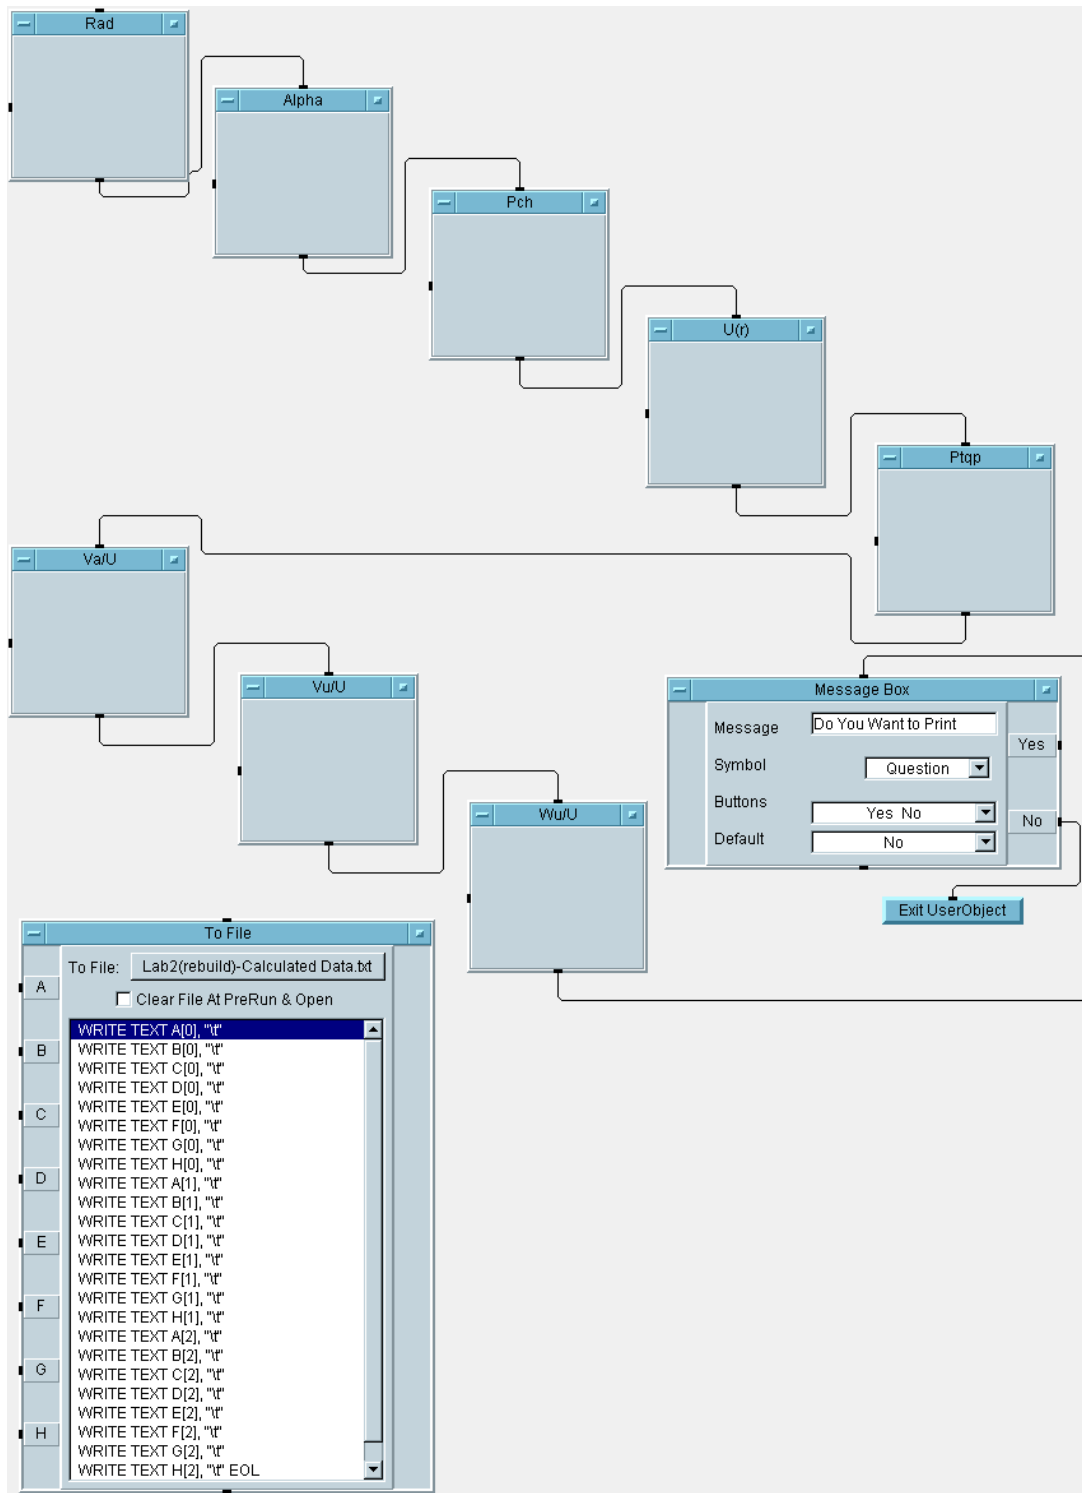 Rad
Alpha
Pch
U(r)
Ptqp
Va/U
Vu/U
Wu/U
Message Box
Message
Do You Want to Print
Symbol
Question
Buttons
Yes No
Default
No
Yes
No
Exit UserObject
To File
To File:
Lab2(rebuild)-Calculated Data.txt
Clear File At PreRun & Open
A
B
C
D
E
F
G
H
WRITE TEXT A[0], "\t"
WRITE TEXT B[0], "\t"
WRITE TEXT C[0], "\t"
WRITE TEXT D[0], "\t"
WRITE TEXT E[0], "\t"
WRITE TEXT F[0], "\t"
WRITE TEXT G[0], "\t"
WRITE TEXT H[0], "\t"
WRITE TEXT A[1], "\t"
WRITE TEXT B[1], "\t"
WRITE TEXT C[1], "\t"
WRITE TEXT D[1], "\t"
WRITE TEXT E[1], "\t"
WRITE TEXT F[1], "\t"
WRITE TEXT G[1], "\t"
WRITE TEXT H[1], "\t"
WRITE TEXT A[2], "\t"
WRITE TEXT B[2], "\t"
WRITE TEXT C[2], "\t"
WRITE TEXT D[2], "\t"
WRITE TEXT E[2], "\t"
WRITE TEXT F[2], "\t"
WRITE TEXT G[2], "\t"
WRITE TEXT H[2], "\t" EOL